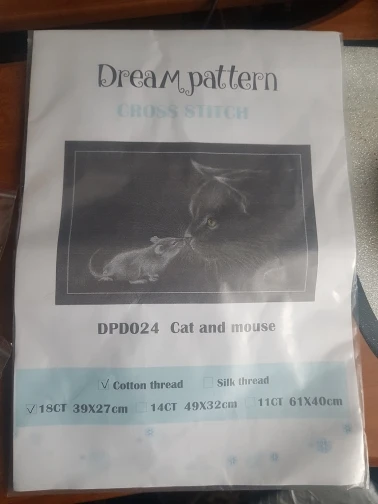 Dream pattern
CROSS STITCH
DPD024 Cat and mouse
Cotton thread Silk thread
18CT 39X27cm 14CT 49X32cm 11CT 61X40cm